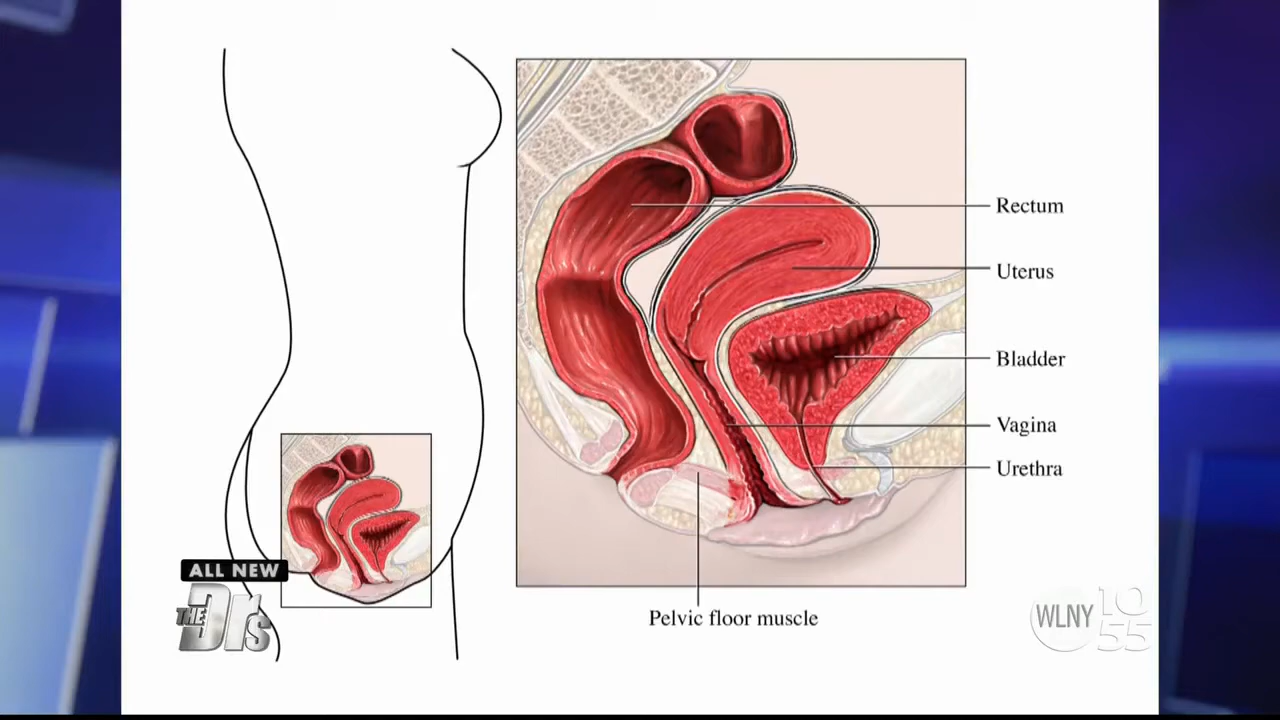 Rectum
Uterus
Bladder
Vagina
Urethra
Pelvic floor muscle
ALL NEW
THE Drs
WLNY 10
55